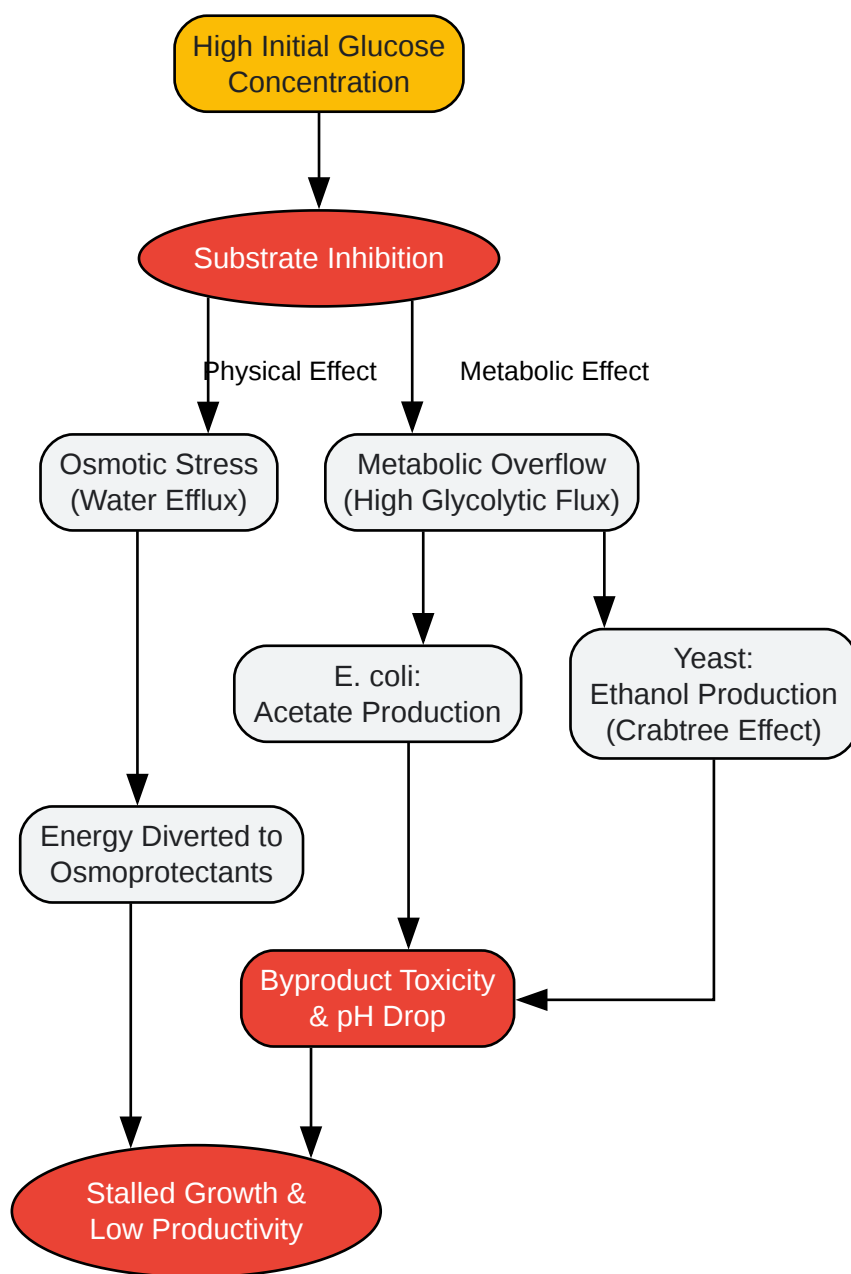 High Initial Glucose
Concentration
Substrate Inhibition
Physical Effect
Metabolic Effect
Osmotic Stress
(Water Efflux)
Metabolic Overflow
(High Glycolytic Flux)
E. coli:
Acetate Production
Yeast:
Ethanol Production
(Crabtree Effect)
Energy Diverted to
Osmoprotectants
Byproduct Toxicity
& pH Drop
Stalled Growth &
Low Productivity